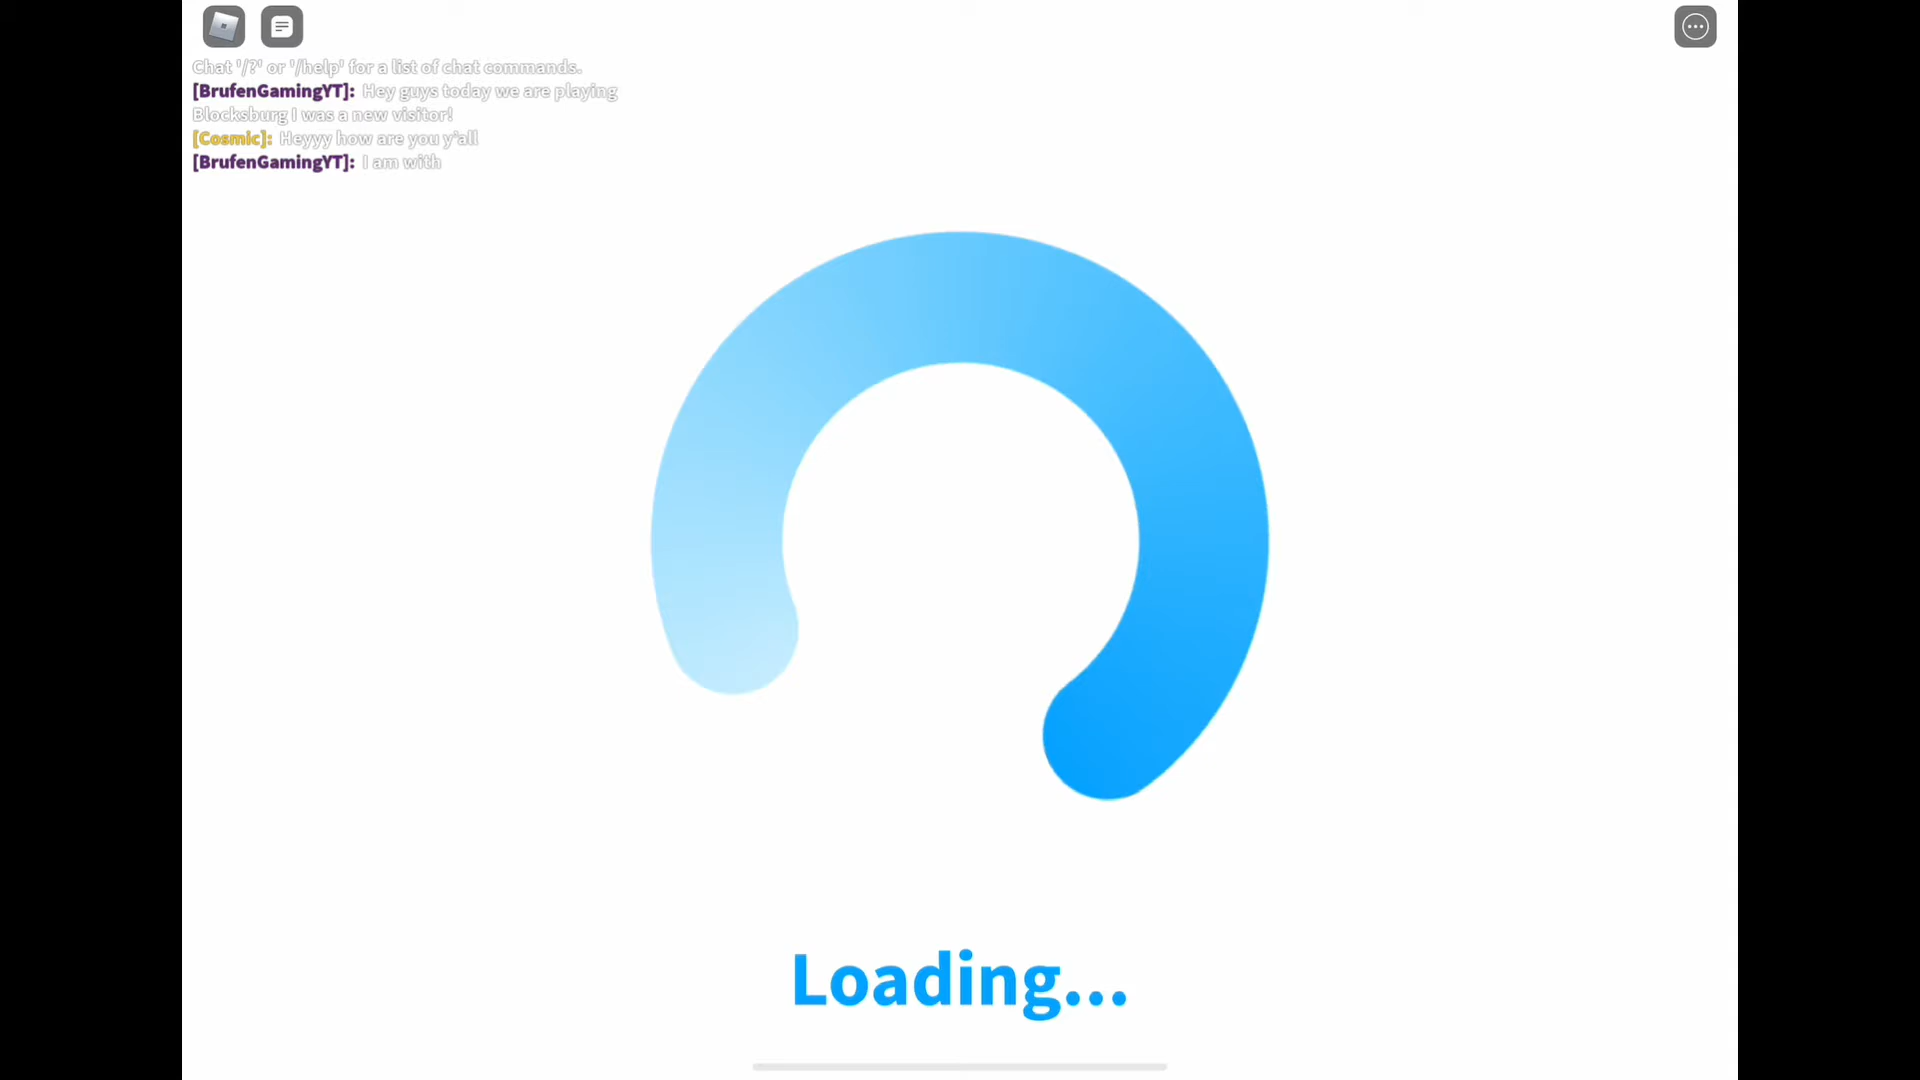 Chat '/?' or '/help' for a list of chat commands.
[BrufenGamingYT]: Hey guys today we are playing
Blocksburg I was a new visitor!
[Cosmic]: Heyyy how are you y'all
[BrufenGamingYT]: I am with
Loading...